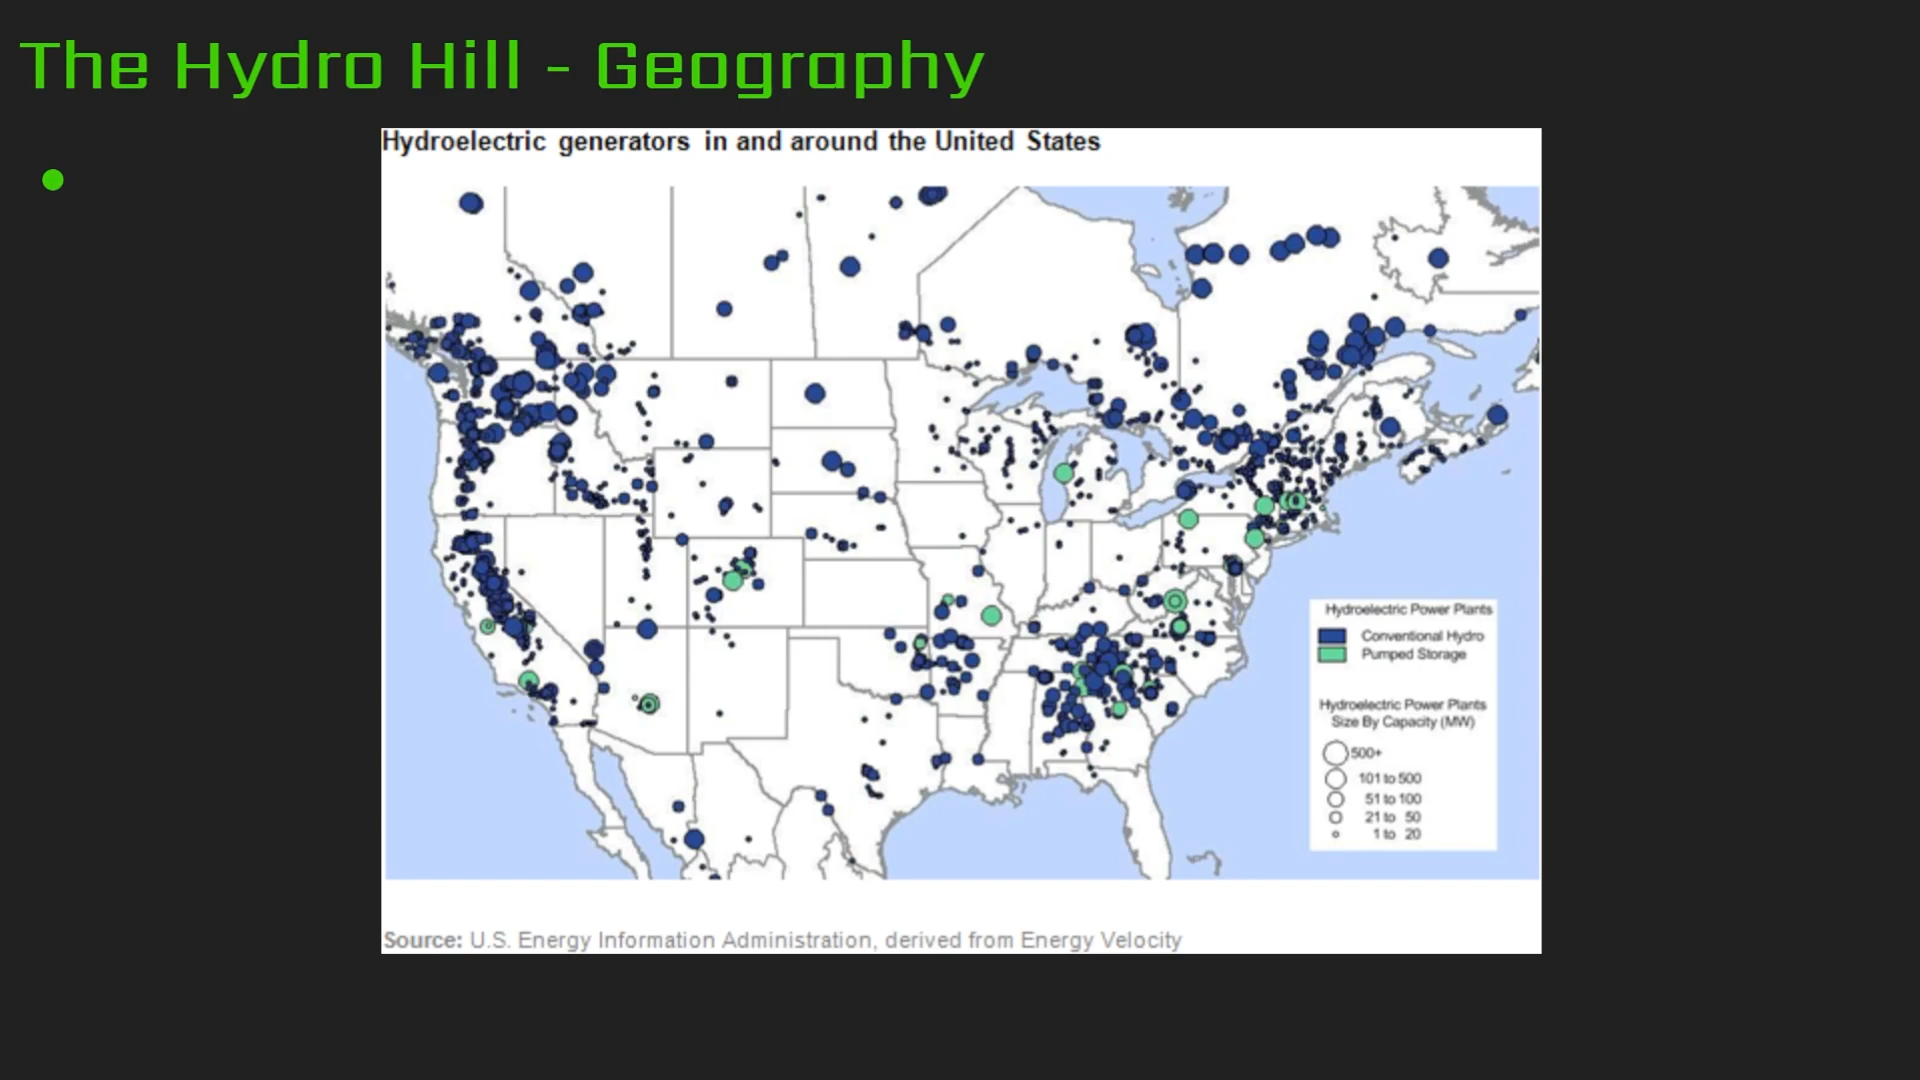 The Hydro Hill - Geography
Hydroelectric generators in and around the United States
Hydroelectric Power Plants
Conventional Hydro
Pumped Storage
Hydroelectric Power Plants
Size By Capacity (MW)
500+
101 to 500
51 to 100
21 to 50
1 to 20
Source: U.S. Energy Information Administration, derived from Energy Velocity